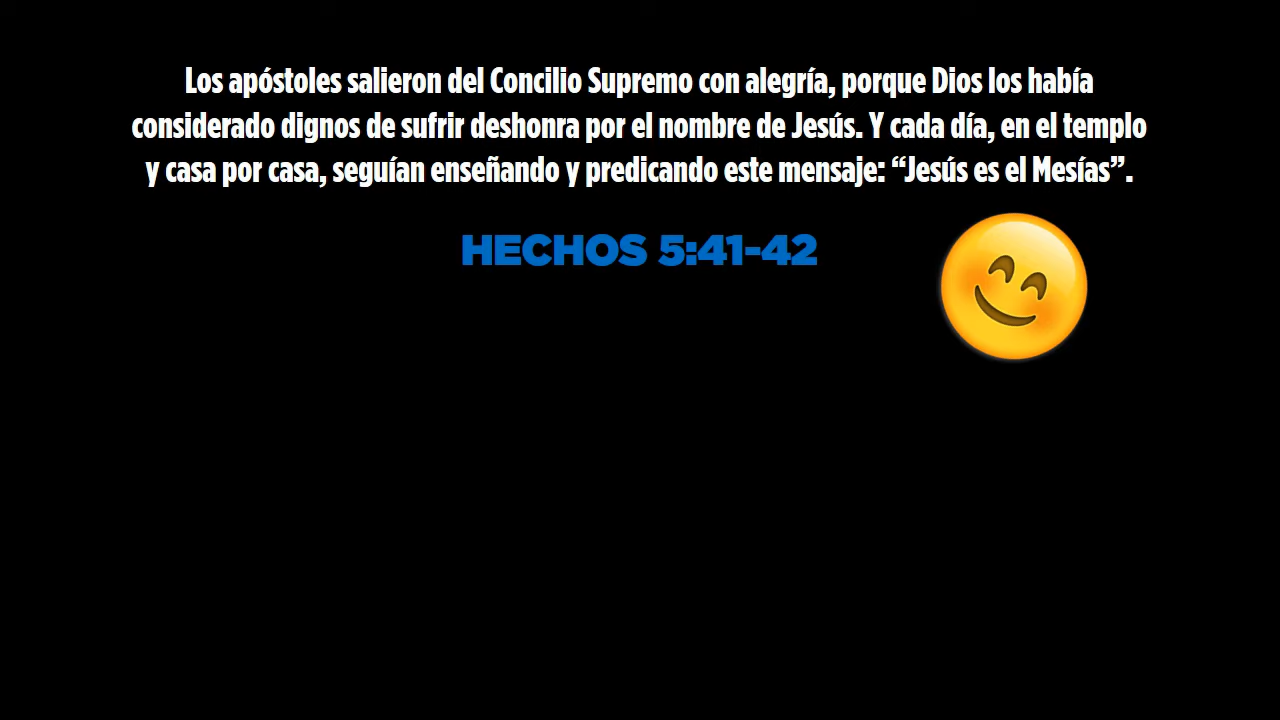 Los apóstoles salieron del Concilio Supremo con alegría, porque Dios los había
considerado dignos de sufrir deshonra por el nombre de Jesús. Y cada día, en el templo
y casa por casa, seguían enseñando y predicando este mensaje: “Jesús es el Mesías”.
HECHOS 5:41-42